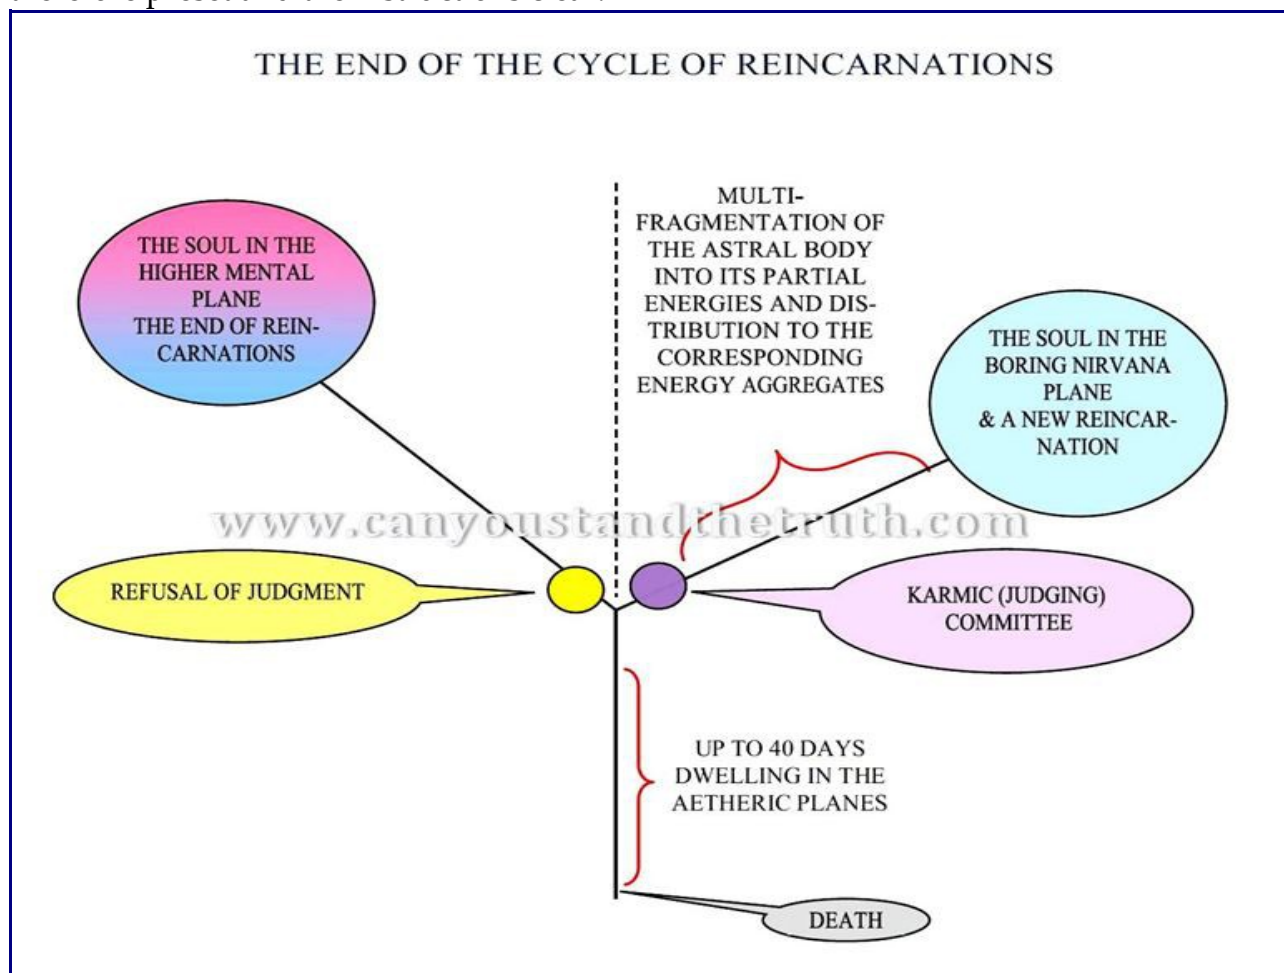 THE END OF THE CYCLE OF REINCARNATIONS
MULTI-
FRAGMENTATION OF
THE ASTRAL BODY
INTO ITS PARTIAL
ENERGIES AND DIS-
TRIBUTION TO THE
CORRESPONDING
ENERGY AGGREGATES
THE SOUL IN THE
HIGHER MENTAL
PLANE
THE END OF REIN-
CARNATIONS
THE SOUL IN THE
BORING NIRVANA
PLANE
& A NEW REINCAR-
NATION
www.canyoustandthetruth.com
REFUSAL OF JUDGMENT
KARMIC (JUDGING)
COMMITTEE
UP TO 40 DAYS
DWELLING IN THE
AETHERIC PLANES
DEATH